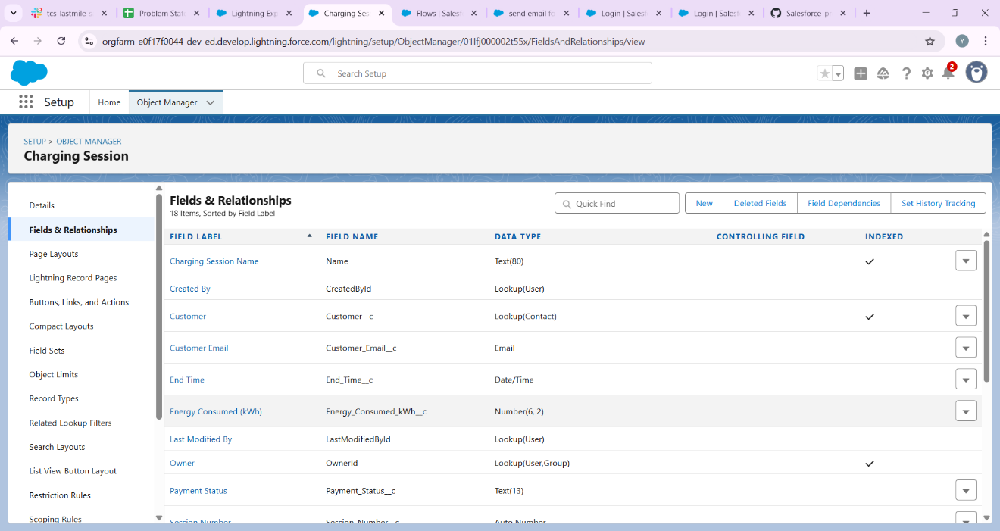 tcs-lastmile-s
Problem Stat
Lightning Exp
Charging Ses
Flows | Salesf
send email fo
Login | Salesf
Login | Salesf
Salesforce-pr
orgfarm-e0f17f0044-dev-ed.develop.lightning.force.com/lightning/setup/ObjectManager/01Ifj000002t55x/FieldsAndRelationships/view
Y
Search Setup
2
Setup
Home
Object Manager
SETUP > OBJECT MANAGER
Charging Session
Details
Fields & Relationships
Page Layouts
Lightning Record Pages
Buttons, Links, and Actions
Compact Layouts
Field Sets
Object Limits
Record Types
Related Lookup Filters
Search Layouts
List View Button Layout
Restriction Rules
Scoping Rules
Fields & Relationships
18 Items, Sorted by Field Label
Quick Find
New
Deleted Fields
Field Dependencies
Set History Tracking
FIELD LABEL FIELD NAME DATA TYPE CONTROLLING FIELD INDEXED
Charging Session Name Name Text(80)
Created By CreatedById Lookup(User)
Customer Customer__c Lookup(Contact)
Customer Email Customer_Email__c Email
End Time End_Time__c Date/Time
Energy Consumed (kWh) Energy_Consumed_kWh__c Number(6, 2)
Last Modified By LastModifiedById Lookup(User)
Owner OwnerId Lookup(User,Group)
Payment Status Payment_Status__c Text(13)
Session Number Session_Number__c Auto Number